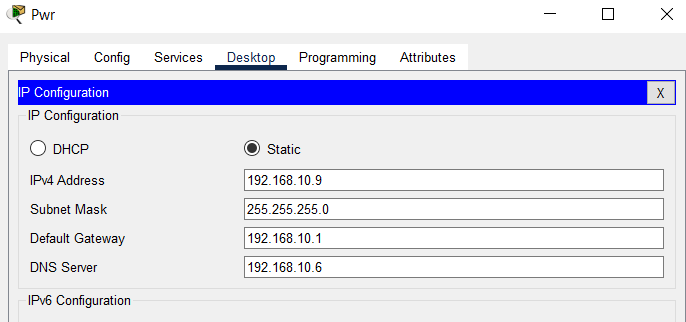 Pwr
Physical Config Services Desktop Programming Attributes
IP Configuration X
IP Configuration
DHCP Static
IPv4 Address 192.168.10.9
Subnet Mask 255.255.255.0
Default Gateway 192.168.10.1
DNS Server 192.168.10.6
IPv6 Configuration